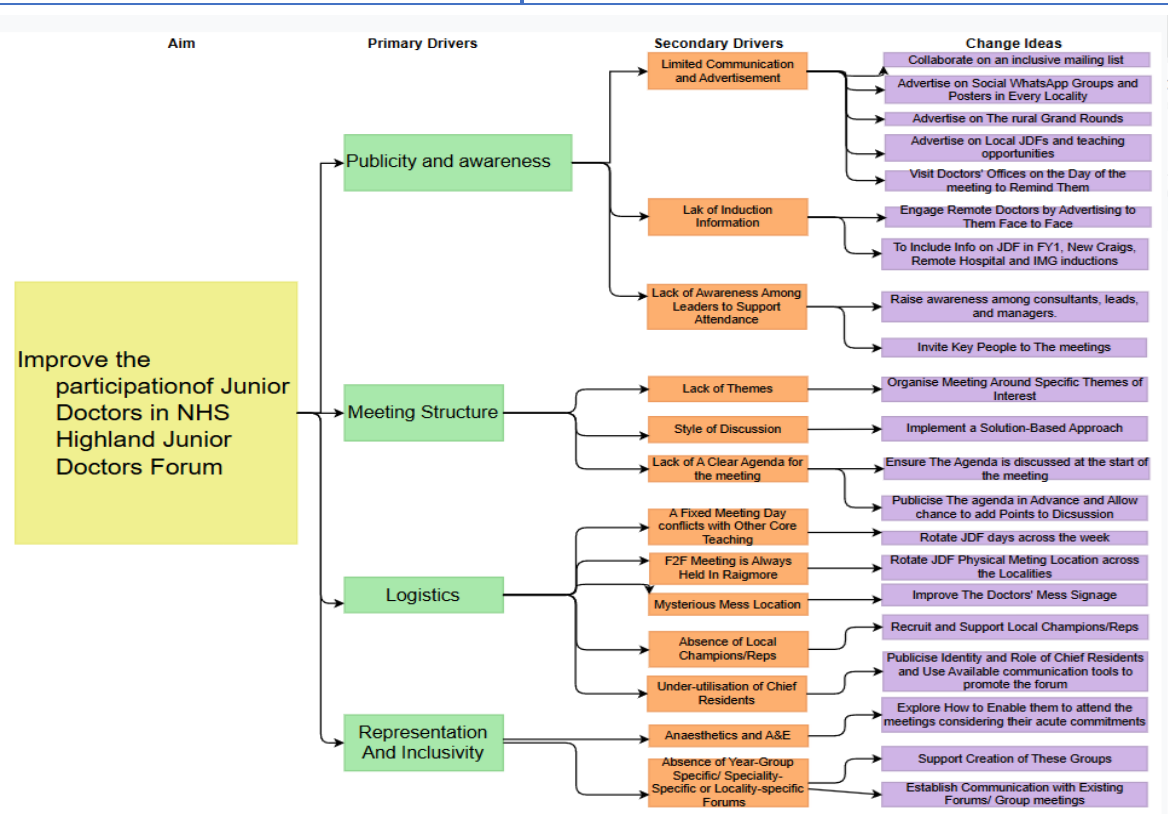 Aim
Primary Drivers
Secondary Drivers
Change Ideas
Improve the
participationof Junior
Doctors in NHS
Highland Junior
Doctors Forum
Publicity and awareness
Limited Communication
and Advertisement
Collaborate on an inclusive mailing list
Advertise on Social WhatsApp Groups and
Posters in Every Locality
Advertise on The rural Grand Rounds
Advertise on Local JDFs and teaching
opportunities
Visit Doctors' Offices on the Day of the
meeting to Remind Them
Lak of Induction
Information
Engage Remote Doctors by Advertising to
Them Face to Face
To Include Info on JDF in FY1, New Craigs,
Remote Hospital and IMG inductions
Lack of Awareness Among
Leaders to Support
Attendance
Raise awareness among consultants, leads,
and managers.
Invite Key People to The meetings
Meeting Structure
Lack of Themes
Organise Meeting Around Specific Themes of
Interest
Style of Discussion
Implement a Solution-Based Approach
Lack of A Clear Agenda for
the meeting
Ensure The Agenda is discussed at the start of
the meeting
Publicise The agenda in Advance and Allow
chance to add Points to Dicsussion
Logistics
A Fixed Meeting Day
conflicts with Other Core
Teaching
Rotate JDF days across the week
F2F Meeting is Always
Held In Raigmore
Rotate JDF Physical Meting Location across
the Localities
Mysterious Mess Location
Improve The Doctors' Mess Signage
Absence of Local
Champions/Reps
Recruit and Support Local Champions/Reps
Under-utilisation of Chief
Residents
Publicise Identity and Role of Chief Residents
and Use Available communication tools to
promote the forum
Representation
And Inclusivity
Anaesthetics and A&E
Explore How to Enable them to attend the
meetings considering their acute commitments
Absence of Year-Group
Specific/ Speciality-
Specific or Locality-specific
Forums
Support Creation of These Groups
Establish Communication with Existing
Forums/ Group meetings